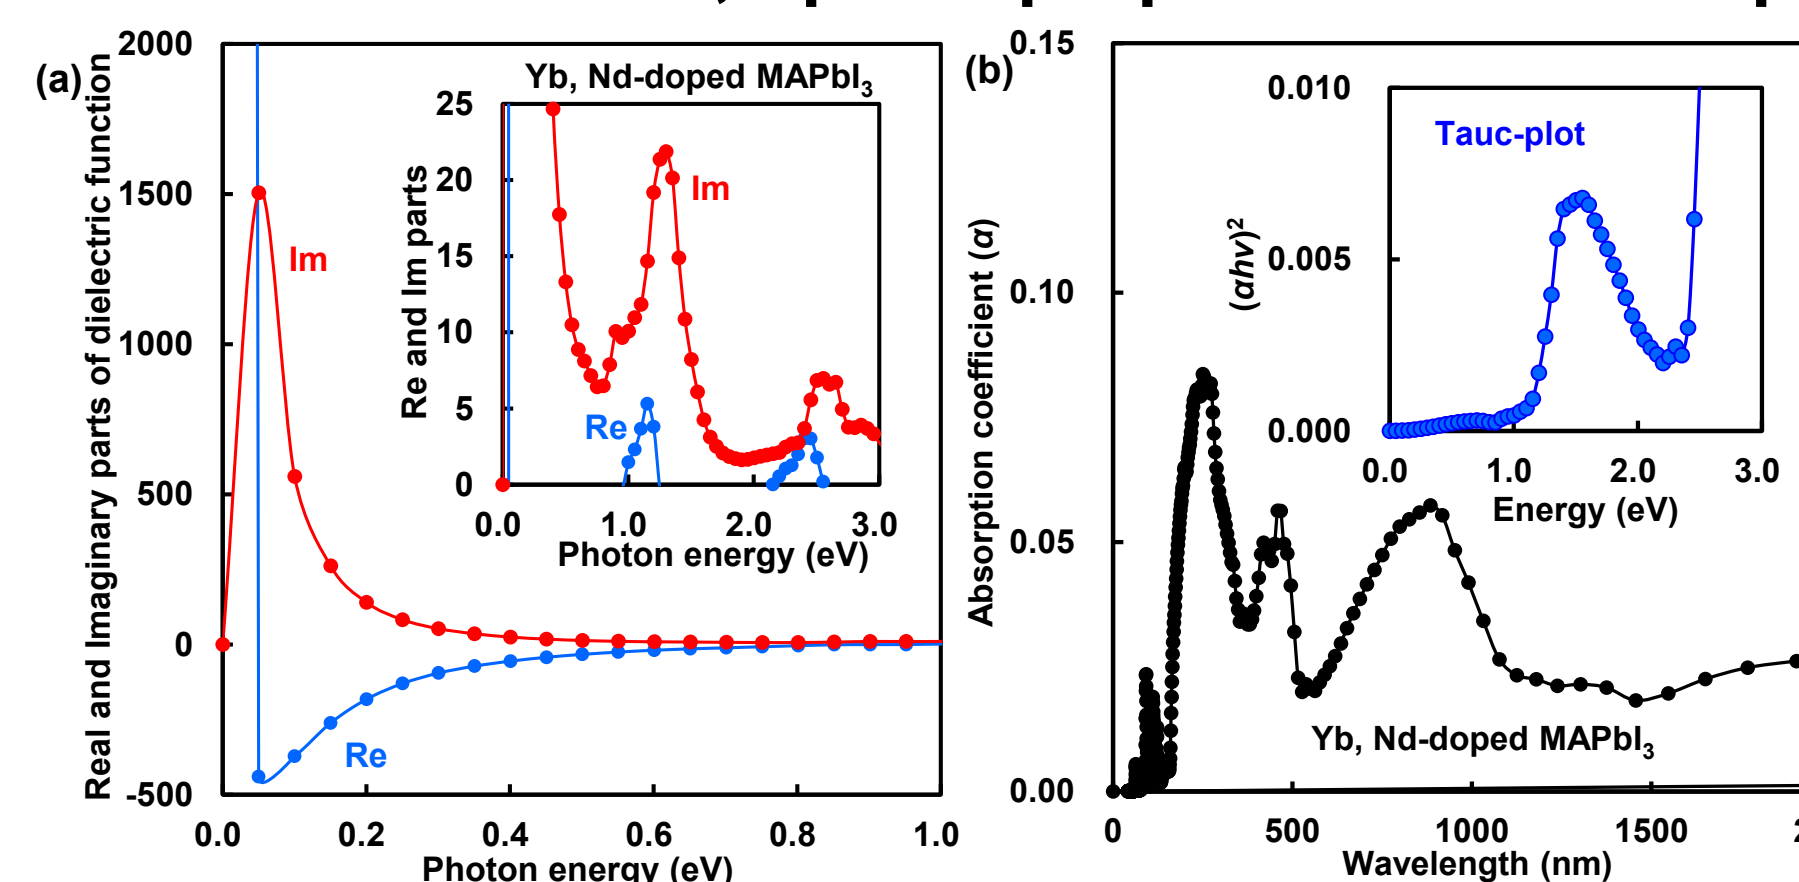 (a)
Real and Imaginary parts of dielectric function
2000
1500
1000
500
0
-500
0.0 0.2 0.4 0.6 0.8 1.0
Photon energy (eV)
Im
Re
Yb, Nd-doped MAPbI3
Re and Im parts
25
20
15
10
5
0
0.0 1.0 2.0 3.0
Photon energy (eV)
Im
Re
(b)
Absorption coefficient (α)
0.15
0.10
0.05
0.00
0 500 1000 1500
Wavelength (nm)
Yb, Nd-doped MAPbI3
Tauc-plot
(αhν)2
0.010
0.005
0.000
0.0 1.0 2.0 3.0
Energy (eV)